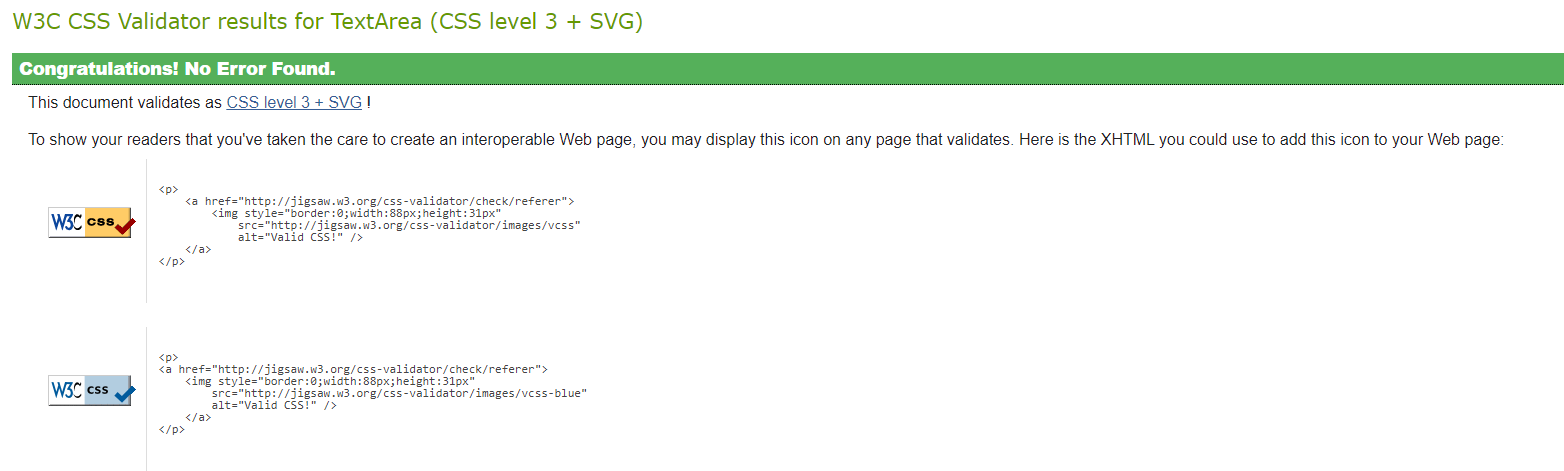 W3C CSS Validator results for TextArea (CSS level 3 + SVG)
Congratulations! No Error Found.
This document validates as CSS level 3 + SVG !
To show your readers that you've taken the care to create an interoperable Web page, you may display this icon on any page that validates. Here is the XHTML you could use to add this icon to your Web page:
W3C css
<p>
    <a href="http://jigsaw.w3.org/css-validator/check/referer">
        <img style="border:0;width:88px;height:31px"
            src="http://jigsaw.w3.org/css-validator/images/vcss"
            alt="Valid CSS!" />
    </a>
</p>
W3C css
<p>
<a href="http://jigsaw.w3.org/css-validator/check/referer">
    <img style="border:0;width:88px;height:31px"
        src="http://jigsaw.w3.org/css-validator/images/vcss-blue"
        alt="Valid CSS!" />
    </a>
</p>